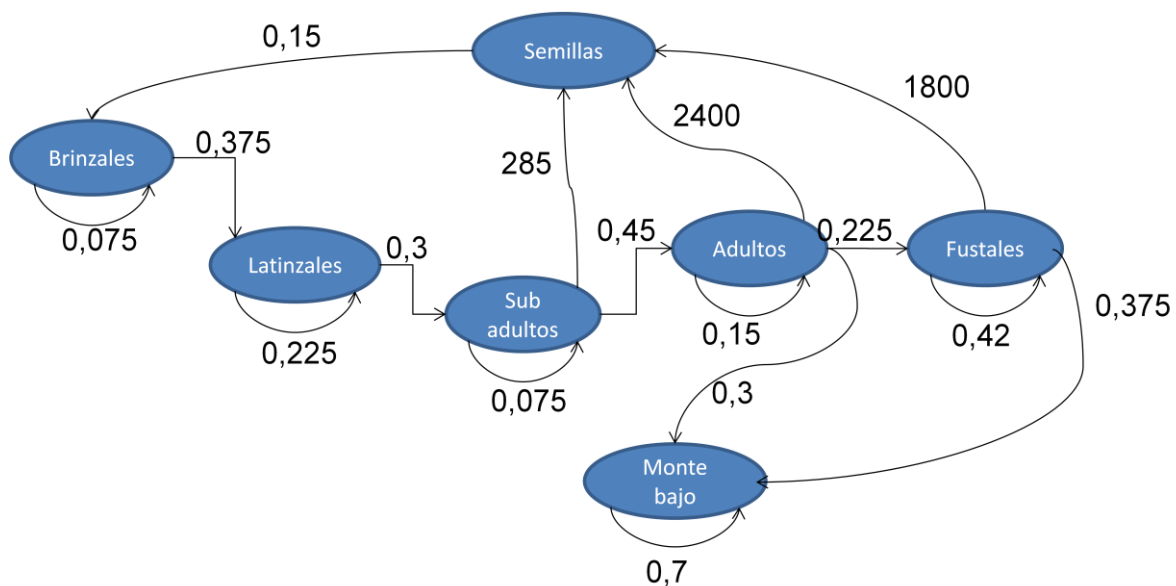 0,15
Semillas
1800
2400
Brinzales
0,375
285
0,075
0,45
Adultos
0,225
Fustales
Latinzales
0,3
Sub
adultos
0,15
0,42
0,375
0,225
0,075
0,3
Monte
bajo
0,7